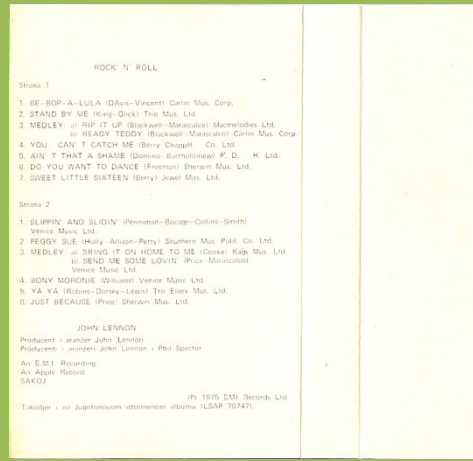 ROCK' N' ROLL
Strana 1
1. BE-BOP-A-LULA (DAvis-Vincent) Carlin Mus. Corp.
2. STAND BY ME (King-Glick) Trio Mus. Ltd.
3. MEDLEY: a) RIP IT UP (Blackwell-Marascalco) Macmelodies Ltd.
b) READY TEDDY (Blackwell-Marascalco) Carlin Mus. Corp.
4. YOU CAN' T CATCH ME (Berry Chappel Co. Ltd.
5. AIN' T THAT A SHAME (Domino-Bartholomew) F. D. H. Ltd.
6. DO YOU WANT TO DANCE (Freeman) Sherwin Mus. Ltd.
7. SWEET LITTLE SIXTEEN (Berry) Jewel Mus. Ltd.
Strana 2
1. SLIPPIN' AND SLIDIN' (Penniman-Bocage-Collins-Smith)
Venice Music Ltd.
2. PEGGY SUE (Holly-Allison-Petty) Southern Mus. Publ. Co. Ltd.
3. MEDLEY: a) BRING IT ON HOME TO ME (Cooke) Kags Mus. Ltd.
b) SEND ME SOME LOVIN' (Price-Marascalco)
Venice Music Ltd.
4. BONY MORONIE (Williams) Venice Music Ltd.
5. YA YA (Robins-Dorsey-Lewis) Tro Essex Mus. Ltd.
6. JUST BECAUSE (Price) Sherwin Mus. Ltd.
JOHN LENNON
Producent i aranžer John Lennon
Producenti i aranžeri John Lennon i Phil Spector
An E.M.I. Recording
An Apple Record
SAKOJ
(P) 1975 EMI Records Ltd.
Takodjer i na Jugotonovom istoimenom albumu (LSAP 70747).